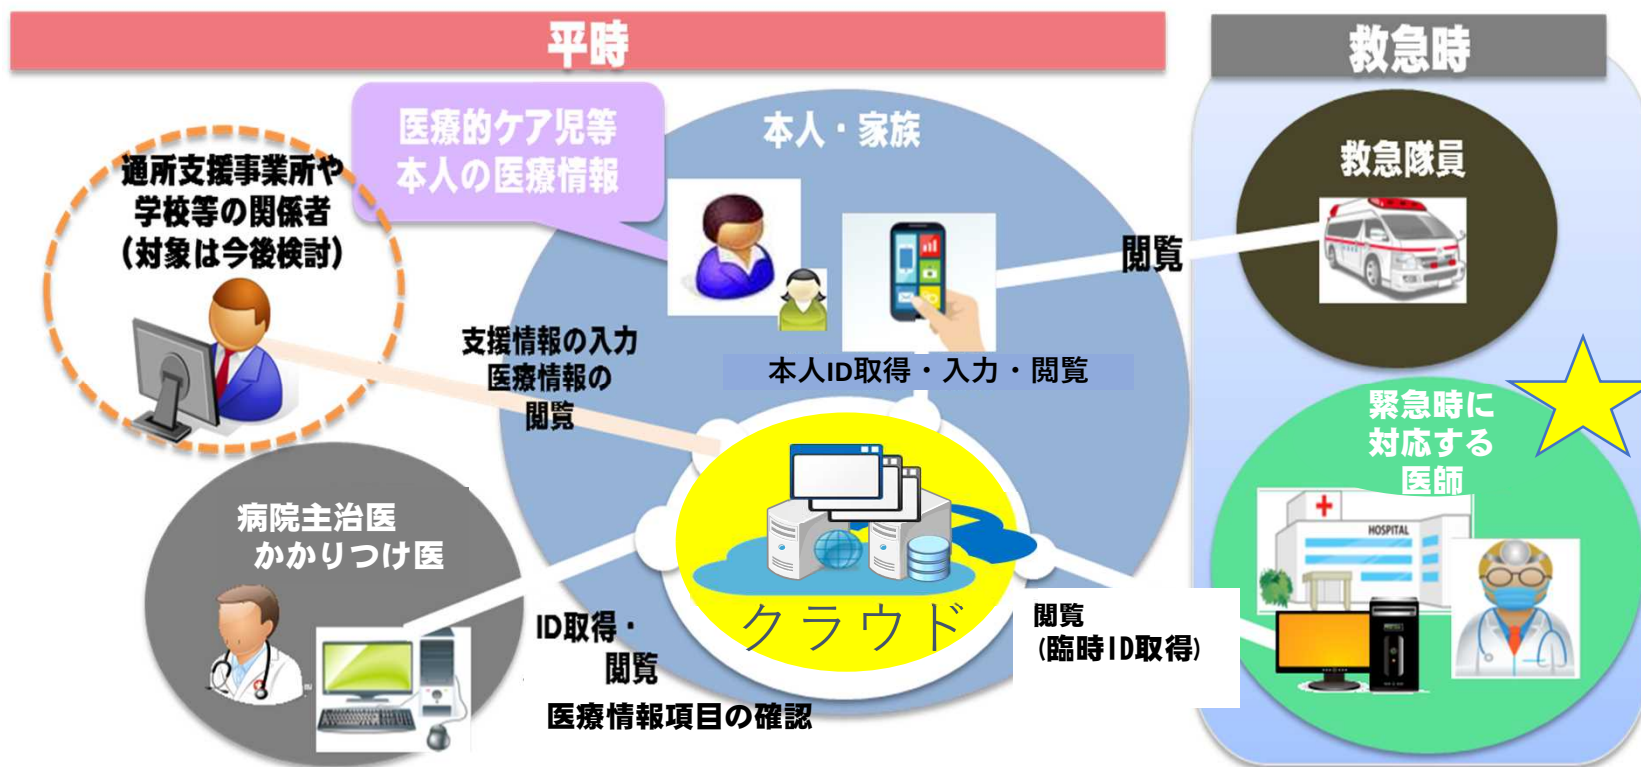 平時
救急時
医療的ケア児等
本人の医療情報
本人・家族
救急隊員
通所支援事業所や
学校等の関係者
(対象は今後検討)
閲覧
支援情報の入力
医療情報の
閲覧
本人ID取得・入力・閲覧
緊急時に
対応する
医師
HOSPITAL
病院主治医
かかりつけ医
クラウド
ID取得・
閲覧
医療情報項目の確認
閲覧
(臨時ID取得)